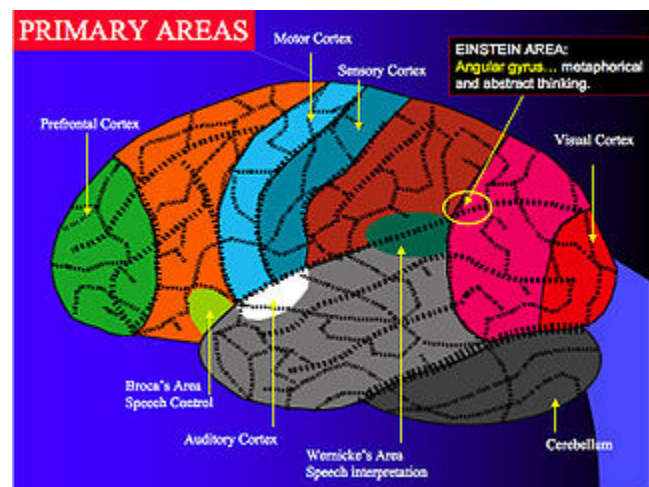 PRIMARY AREAS
Motor Cortex
Sensory Cortex
EINSTEIN AREA:
Angular gyrus... metaphorical
and abstract thinking.
Prefrontal Cortex
Visual Cortex
Broca"s Area
Speech Control
Auditory Cortex
Wernicke"s Area
Speech interpretation
Cerebellum